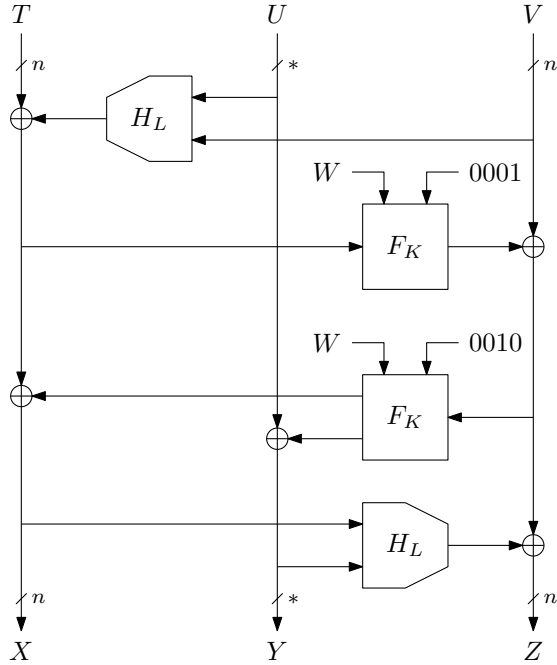 T U V
n * n
H_L
W 0001
F_K
W 0010
F_K
H_L
n * n
X Y Z